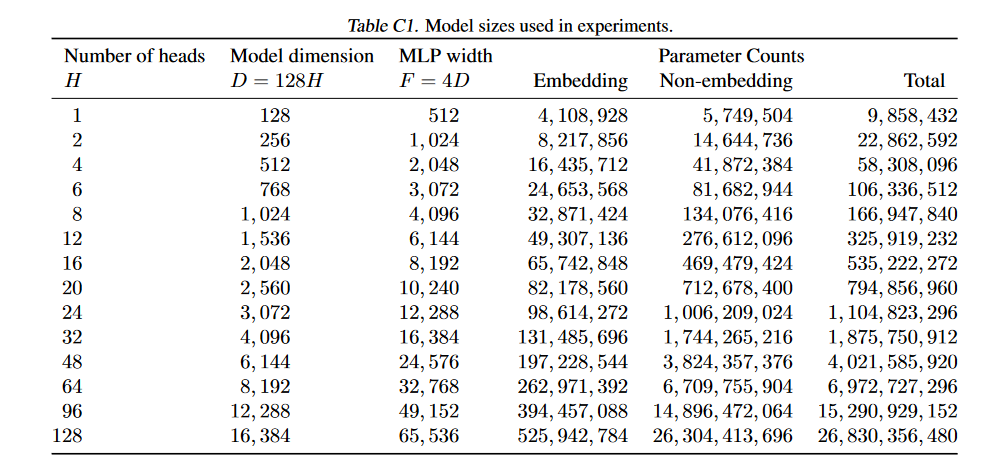 Table C1. Model sizes used in experiments.
Number of heads Model dimension MLP width Parameter Counts
H D = 128H F = 4D Embedding Non-embedding Total
1 128 512 4, 108, 928 5, 749, 504 9, 858, 432
2 256 1, 024 8, 217, 856 14, 644, 736 22, 862, 592
4 512 2, 048 16, 435, 712 41, 872, 384 58, 308, 096
6 768 3, 072 24, 653, 568 81, 682, 944 106, 336, 512
8 1, 024 4, 096 32, 871, 424 134, 076, 416 166, 947, 840
12 1, 536 6, 144 49, 307, 136 276, 612, 096 325, 919, 232
16 2, 048 8, 192 65, 742, 848 469, 479, 424 535, 222, 272
20 2, 560 10, 240 82, 178, 560 712, 678, 400 794, 856, 960
24 3, 072 12, 288 98, 614, 272 1, 006, 209, 024 1, 104, 823, 296
32 4, 096 16, 384 131, 485, 696 1, 744, 265, 216 1, 875, 750, 912
48 6, 144 24, 576 197, 228, 544 3, 824, 357, 376 4, 021, 585, 920
64 8, 192 32, 768 262, 971, 392 6, 709, 755, 904 6, 972, 727, 296
96 12, 288 49, 152 394, 457, 088 14, 896, 472, 064 15, 290, 929, 152
128 16, 384 65, 536 525, 942, 784 26, 304, 413, 696 26, 830, 356, 480